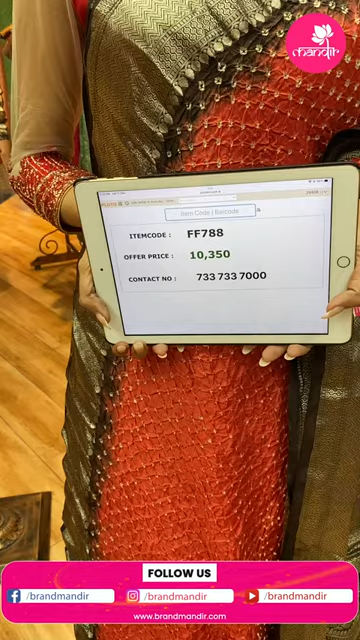 mandir
Item Code | Barcode
ITEMCODE : FF788
OFFER PRICE : 10,350
CONTACT NO : 733 733 7000
FOLLOW US
/brandmandir /brandmandir /brandmandir
www.brandmandir.com